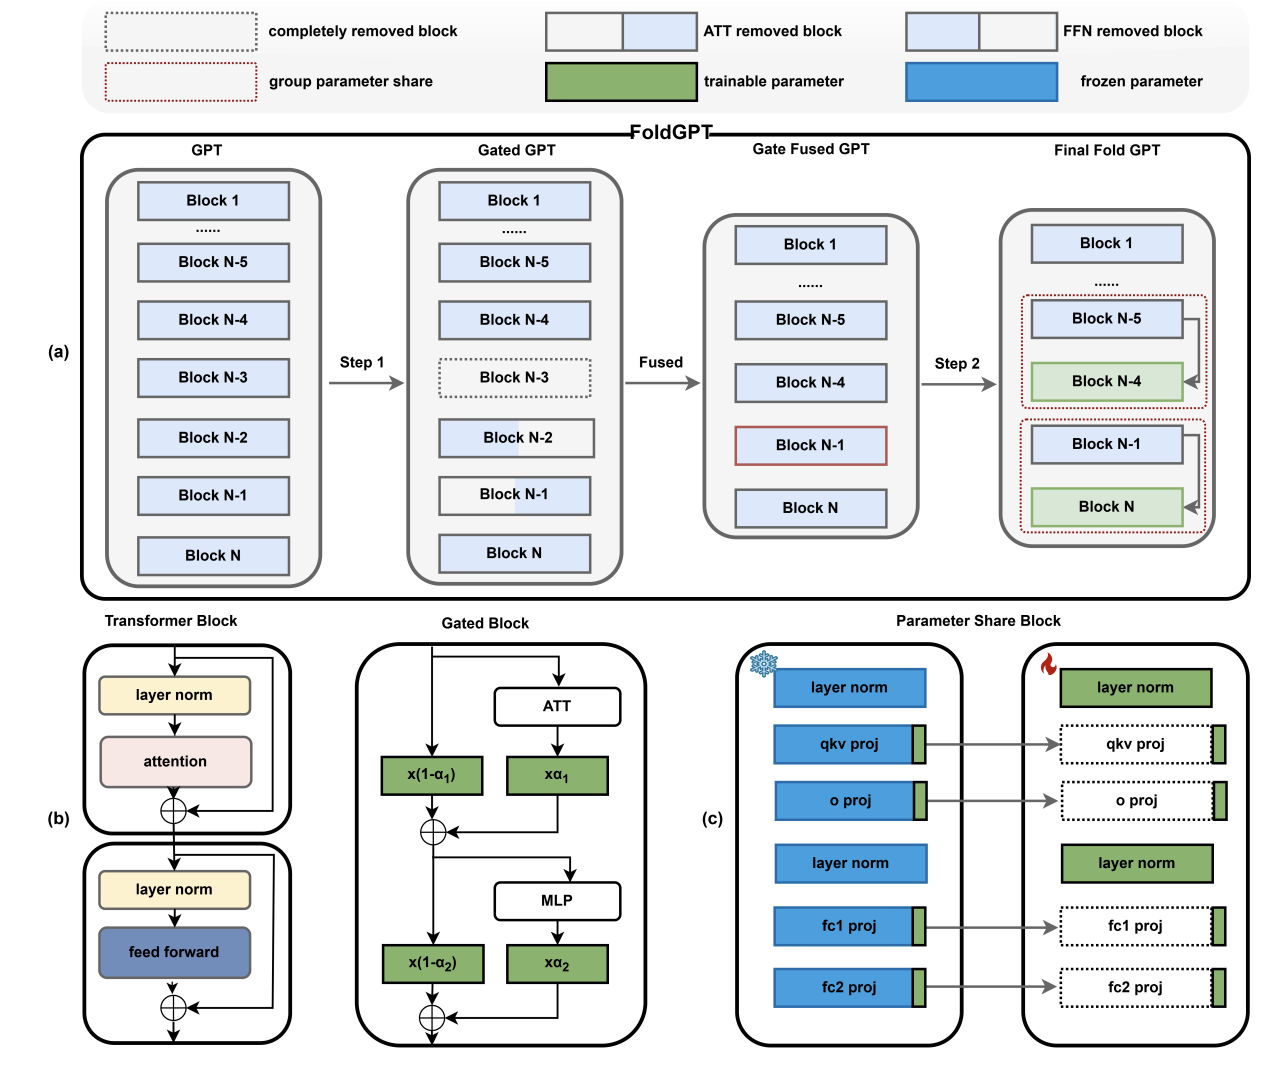 completely removed block
ATT removed block
FFN removed block
group parameter share
trainable parameter
frozen parameter
FoldGPT
GPT
Gated GPT
Gate Fused GPT
Final Fold GPT
(a)
Block 1
......
Block N-5
Block N-4
Block N-3
Block N-2
Block N-1
Block N
Step 1
Block 1
......
Block N-5
Block N-4
Block N-3
Block N-2
Block N-1
Block N
Fused
Block 1
......
Block N-5
Block N-4
Block N-1
Block N
Step 2
Block 1
......
Block N-5
Block N-4
Block N-1
Block N
Transformer Block
Gated Block
Parameter Share Block
(b)
layer norm
attention
layer norm
feed forward
ATT
x(1-α1)
xα1
MLP
x(1-α2)
xα2
(c)
layer norm
qkv proj
o proj
layer norm
fc1 proj
fc2 proj
layer norm
qkv proj
o proj
layer norm
fc1 proj
fc2 proj